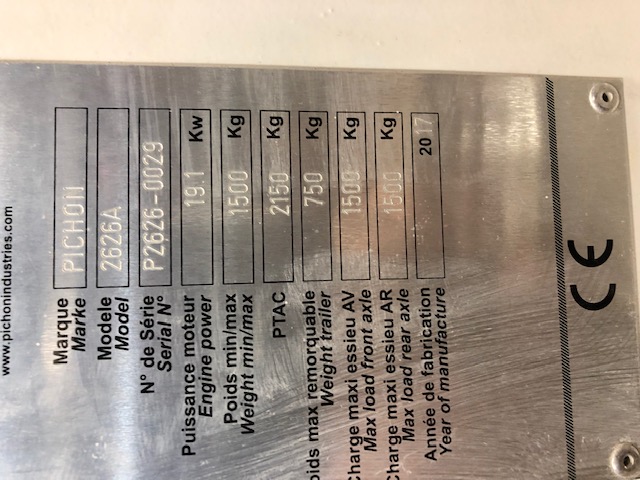 www.pichonindustries.com
Marque PICHON
Marke
Modele 2626A
Model
N° de Série P2626-0029
Serial N°
Puissance moteur 19.1 Kw
Engine power
Poids min/max 1500 Kg
Weight min/max
PTAC 2150 Kg
oids max remorquable 750 Kg
Weight trailer
Charge maxi essieu AV 1500 Kg
Max load front axle
Charge maxi essieu AR 1500 Kg
Max load rear axle
Année de fabrication 2017
Year of manufacture
CE